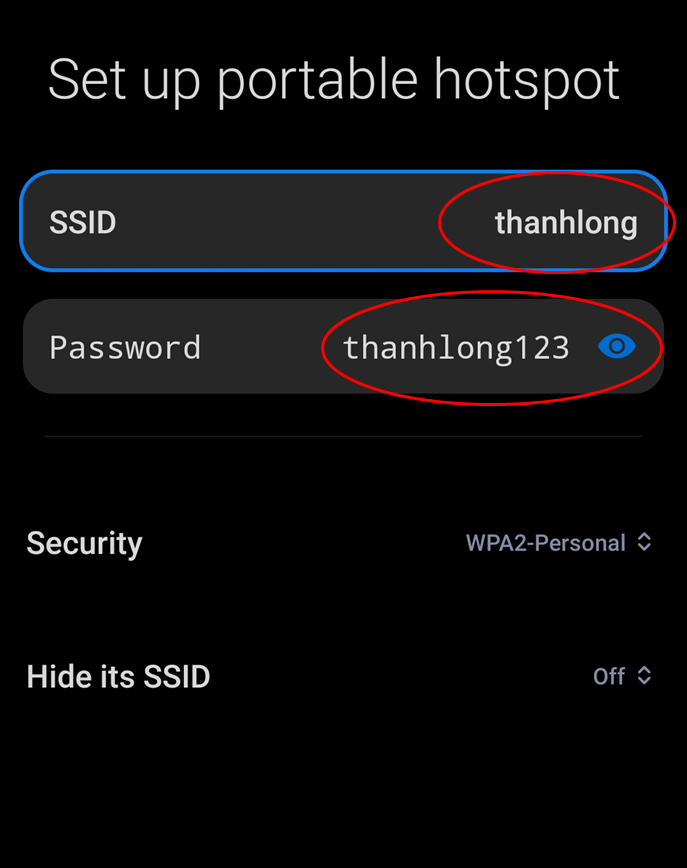 Set up portable hotspot
SSID thanhlong
Password thanhlong123
Security WPA2-Personal
Hide its SSID Off